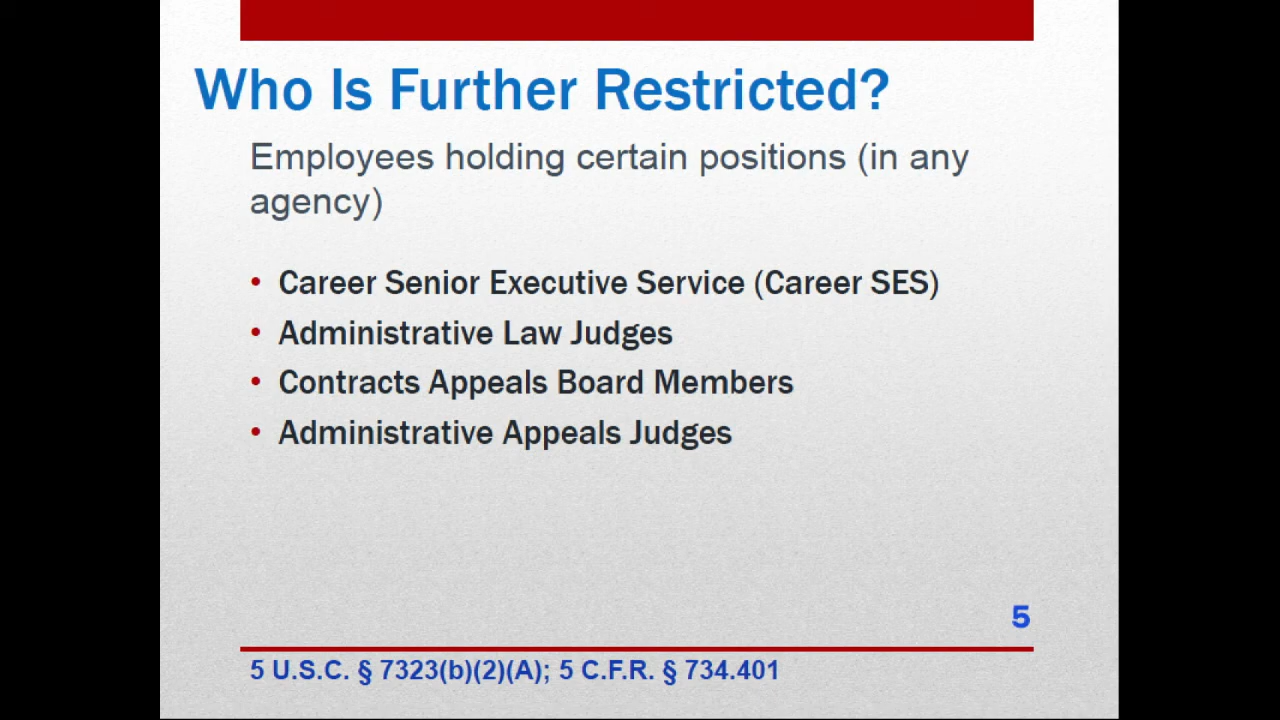 Who Is Further Restricted?
Employees holding certain positions (in any
agency)
• Career Senior Executive Service (Career SES)
• Administrative Law Judges
• Contracts Appeals Board Members
• Administrative Appeals Judges
5
5 U.S.C. § 7323(b)(2)(A); 5 C.F.R. § 734.401